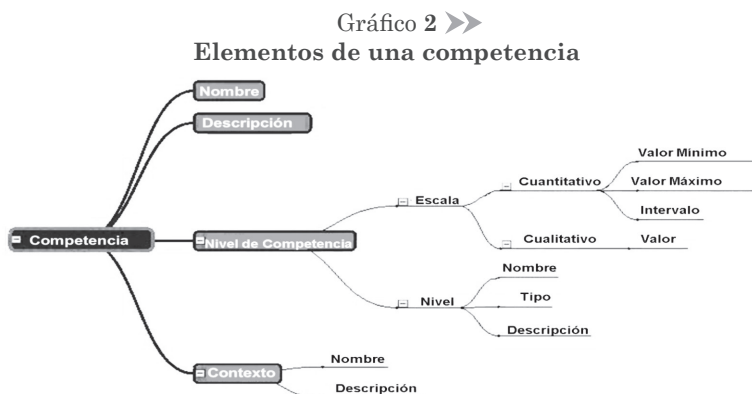 Gráfico 2
Elementos de una competencia
Nombre
Descripción
Valor Minimo
Cuantitativo
Valor Máximo
Escala
Intervalo
Competencia
Nivel de Competencia
Cualitativo
Valor
Nombre
Nivel
Tipo
Descripción
Nombre
Contexto
Descripción